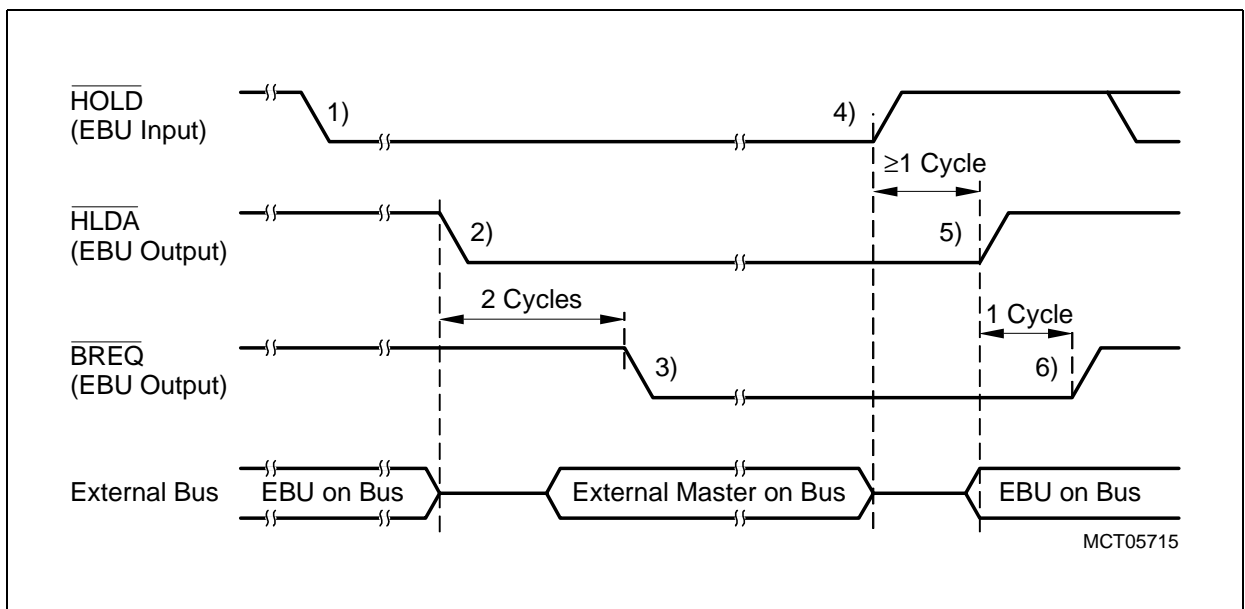 HOLD
(EBU Input)
1)
4)
≥1 Cycle
HLDA
(EBU Output)
2)
5)
2 Cycles
1 Cycle
BREQ
(EBU Output)
3)
6)
External Bus
EBU on Bus
External Master on Bus
EBU on Bus
MCT05715